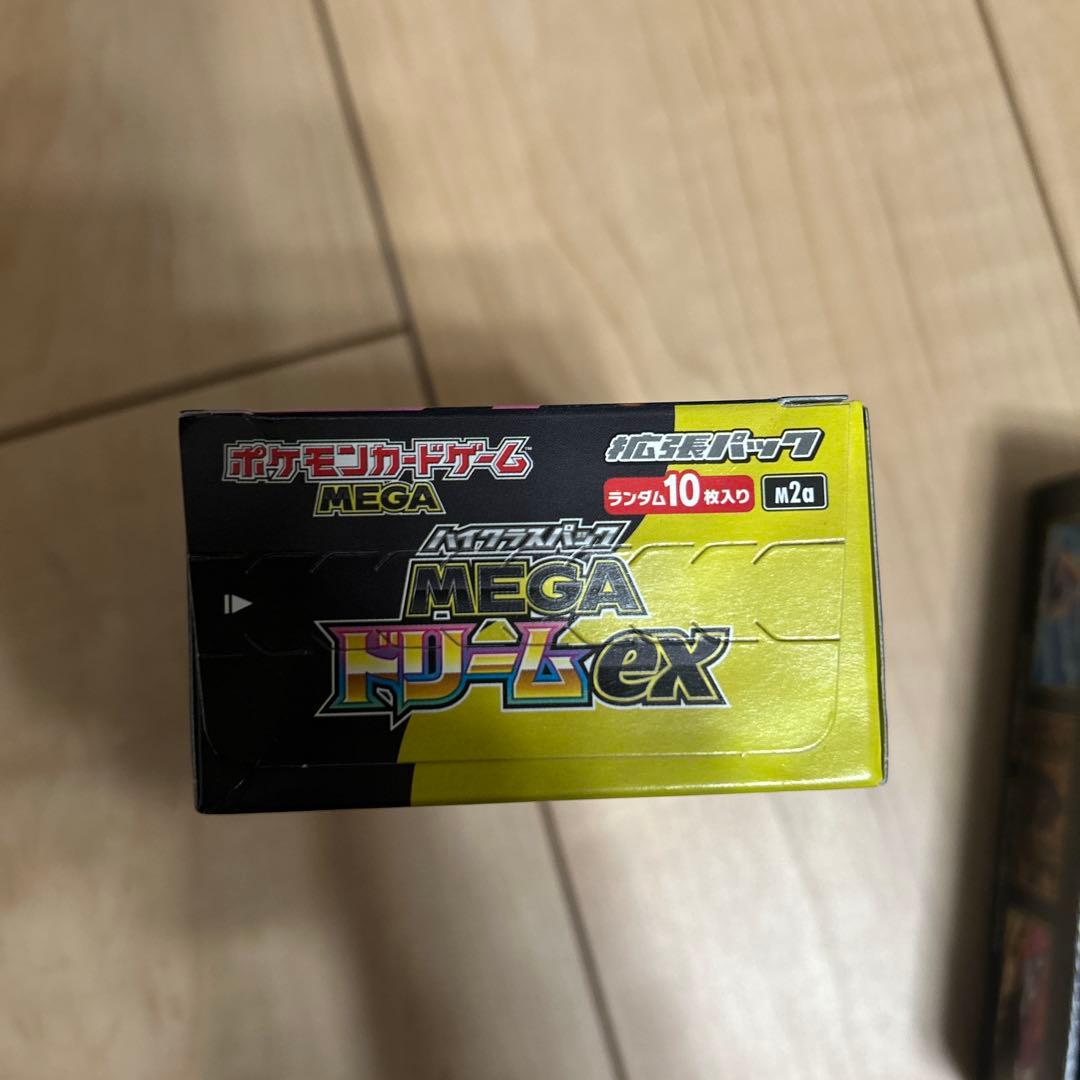 ポケモンカードゲーム
MEGA
拡張パック
ランダム10枚入り
M2a
ハイクラスパック
MEGA
ドリームex